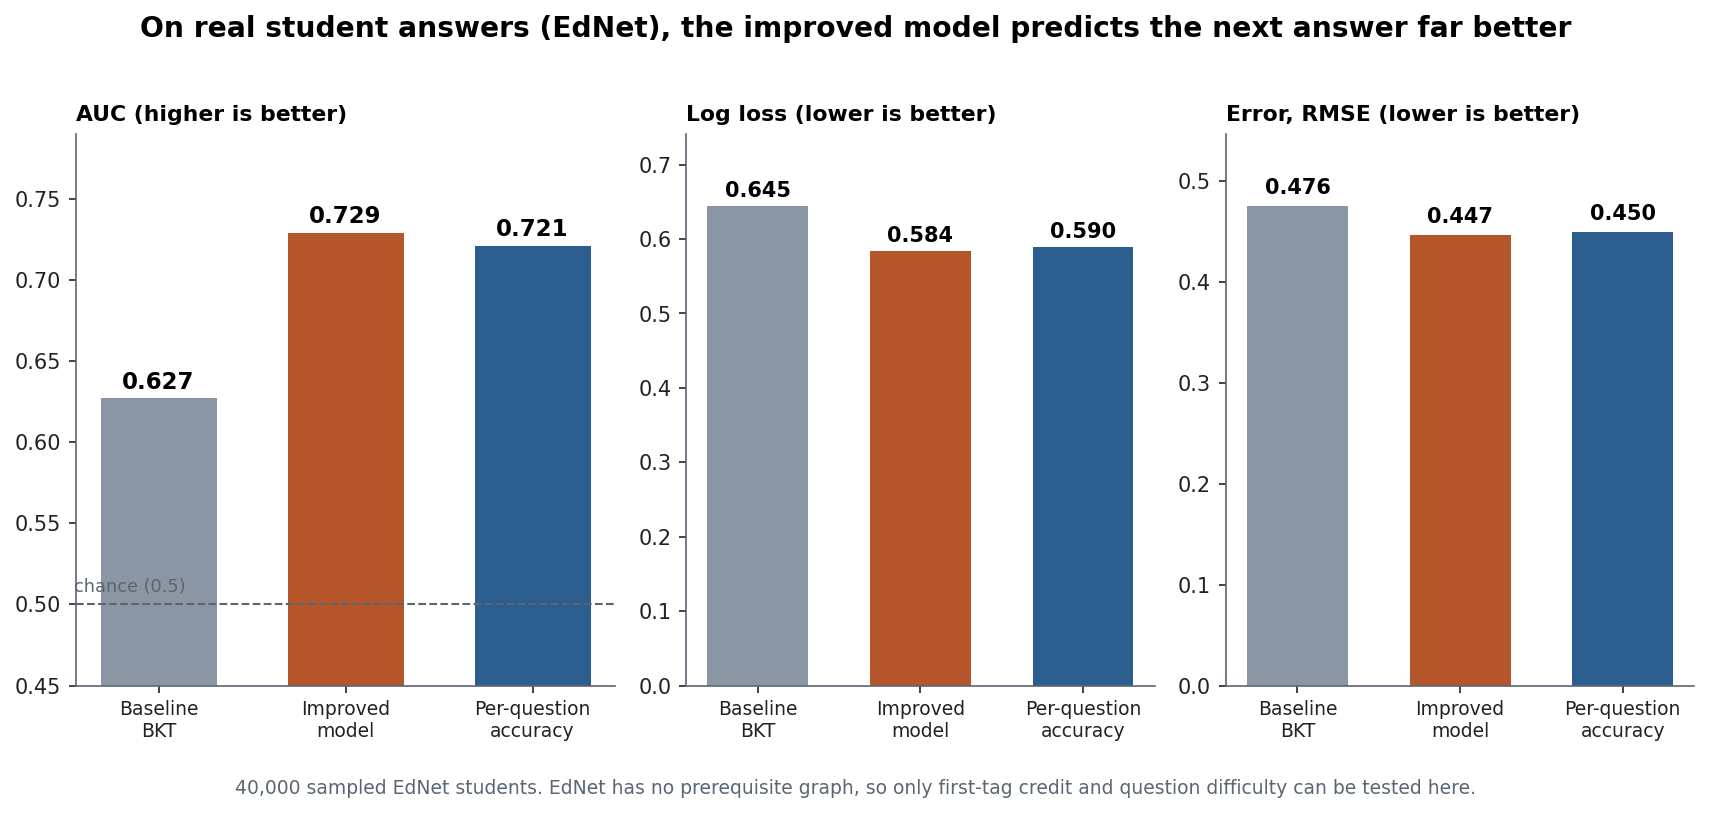 On real student answers (EdNet), the improved model predicts the next answer far better
AUC (higher is better)
0.75
0.70
0.65
0.60
0.55
0.50
0.45
0.627
0.729
0.721
chance (0.5)
Baseline
BKT
Improved
model
Per-question
accuracy
Log loss (lower is better)
0.7
0.6
0.5
0.4
0.3
0.2
0.1
0.0
0.645
0.584
0.590
Baseline
BKT
Improved
model
Per-question
accuracy
Error, RMSE (lower is better)
0.5
0.4
0.3
0.2
0.1
0.0
0.476
0.447
0.450
Baseline
BKT
Improved
model
Per-question
accuracy
40,000 sampled EdNet students. EdNet has no prerequisite graph, so only first-tag credit and question difficulty can be tested here.